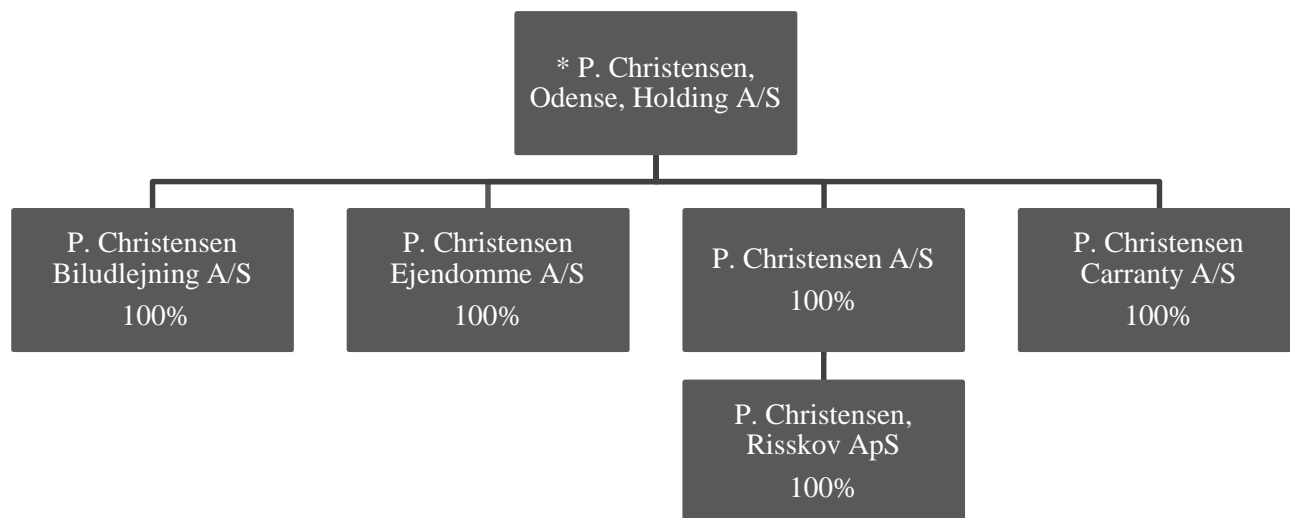 * P. Christensen,
Odense, Holding A/S
P. Christensen
Biludlejning A/S
100%
P. Christensen
Ejendomme A/S
100%
P. Christensen A/S
100%
P. Christensen
Carranty A/S
100%
P. Christensen,
Risskov ApS
100%